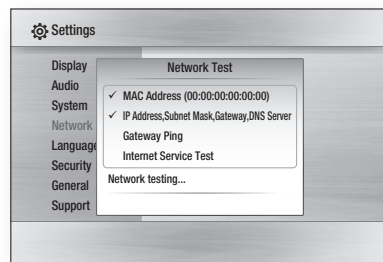 Settings
Display
Audio
System
Network
Language
Security
General
Support
Network Test
✓ MAC Address (00:00:00:00:00:00)
✓ IP Address,Subnet Mask,Gateway,DNS Server
Gateway Ping
Internet Service Test
Network testing...